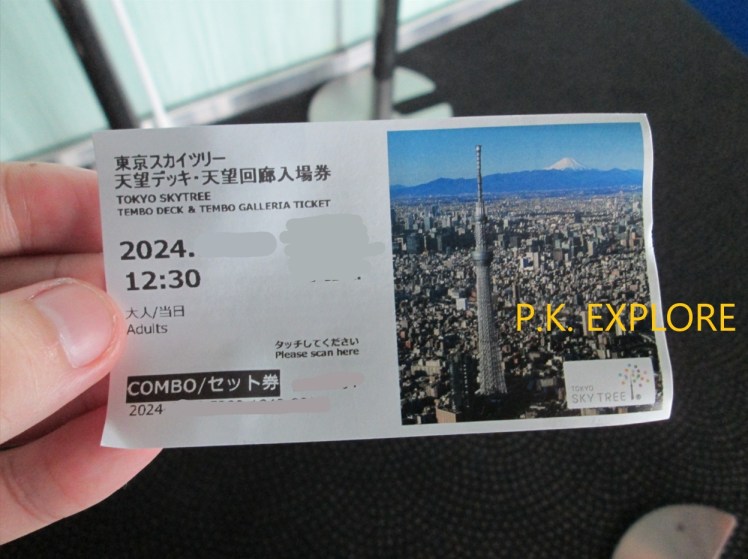 東京スカイツリー
天望デッキ・天望回廊入場券
TOKYO SKYTREE
TEMBO DECK & TEMBO GALLERIA TICKET
2024.
12:30
大人/当日
Adults
タッチしてください
Please scan here
COMBO/セット券
2024
P.K. EXPLORE
TOKYO
SKYTREE